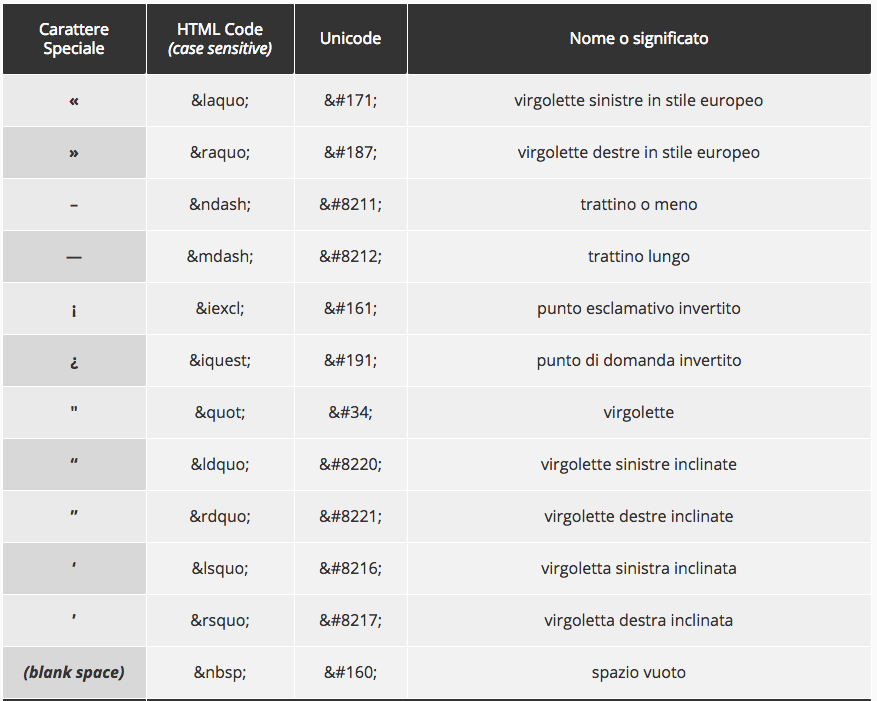 Carattere Speciale HTML Code (case sensitive) Unicode Nome o significato
« &laquo; &#171; virgolette sinistre in stile europeo
» &raquo; &#187; virgolette destre in stile europeo
– &ndash; &#8211; trattino o meno
— &mdash; &#8212; trattino lungo
¡ &iexcl; &#161; punto esclamativo invertito
¿ &iquest; &#191; punto di domanda invertito
" &quot; &#34; virgolette
“ &ldquo; &#8220; virgolette sinistre inclinate
” &rdquo; &#8221; virgolette destre inclinate
‘ &lsquo; &#8216; virgoletta sinistra inclinata
’ &rsquo; &#8217; virgoletta destra inclinata
(blank space) &nbsp; &#160; spazio vuoto